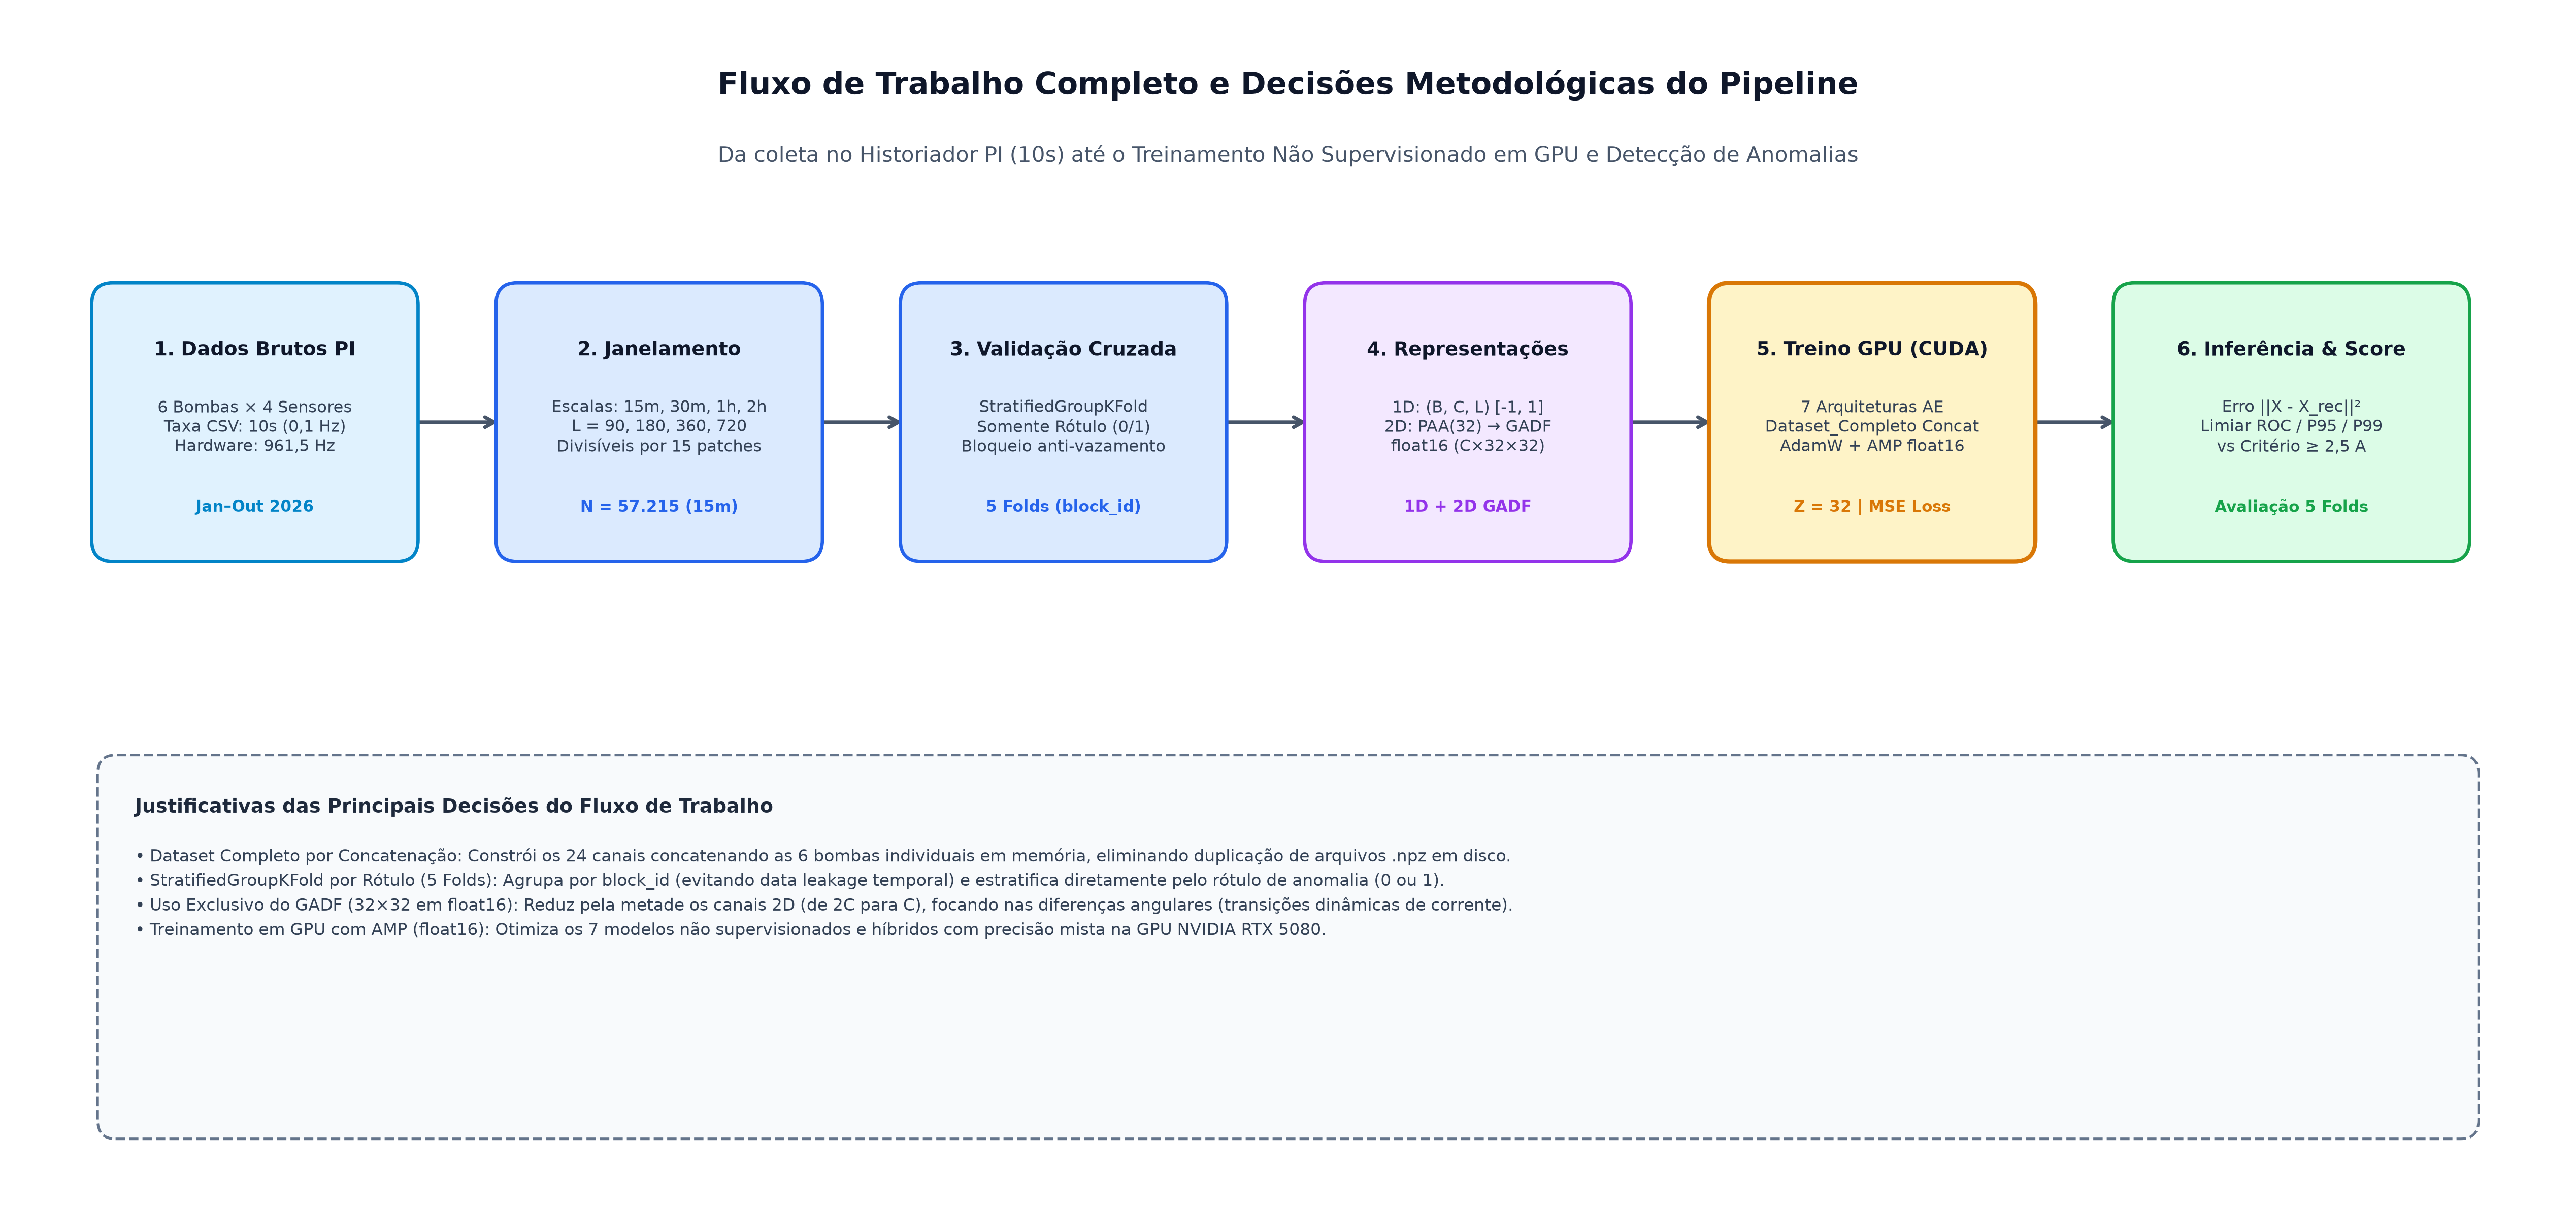 Fluxo de Trabalho Completo e Decisões Metodológicas do Pipeline
Da coleta no Historiador PI (10s) até o Treinamento Não Supervisionado em GPU e Detecção de Anomalias
1. Dados Brutos PI
6 Bombas × 4 Sensores
Taxa CSV: 10s (0,1 Hz)
Hardware: 961,5 Hz
Jan–Out 2026
2. Janelamento
Escalas: 15m, 30m, 1h, 2h
L = 90, 180, 360, 720
Divisíveis por 15 patches
N = 57.215 (15m)
3. Validação Cruzada
StratifiedGroupKFold
Somente Rótulo (0/1)
Bloqueio anti-vazamento
5 Folds (block_id)
4. Representações
1D: (B, C, L) [-1, 1]
2D: PAA(32) → GADF
float16 (C×32×32)
1D + 2D GADF
5. Treino GPU (CUDA)
7 Arquiteturas AE
Dataset_Completo Concat
AdamW + AMP float16
Z = 32 | MSE Loss
6. Inferência & Score
Erro ||X - X_rec||²
Limiar ROC / P95 / P99
vs Critério ≥ 2,5 A
Avaliação 5 Folds
Justificativas das Principais Decisões do Fluxo de Trabalho
• Dataset Completo por Concatenação: Constrói os 24 canais concatenando as 6 bombas individuais em memória, eliminando duplicação de arquivos .npz em disco.
• StratifiedGroupKFold por Rótulo (5 Folds): Agrupa por block_id (evitando data leakage temporal) e estratifica diretamente pelo rótulo de anomalia (0 ou 1).
• Uso Exclusivo do GADF (32×32 em float16): Reduz pela metade os canais 2D (de 2C para C), focando nas diferenças angulares (transições dinâmicas de corrente).
• Treinamento em GPU com AMP (float16): Otimiza os 7 modelos não supervisionados e híbridos com precisão mista na GPU NVIDIA RTX 5080.